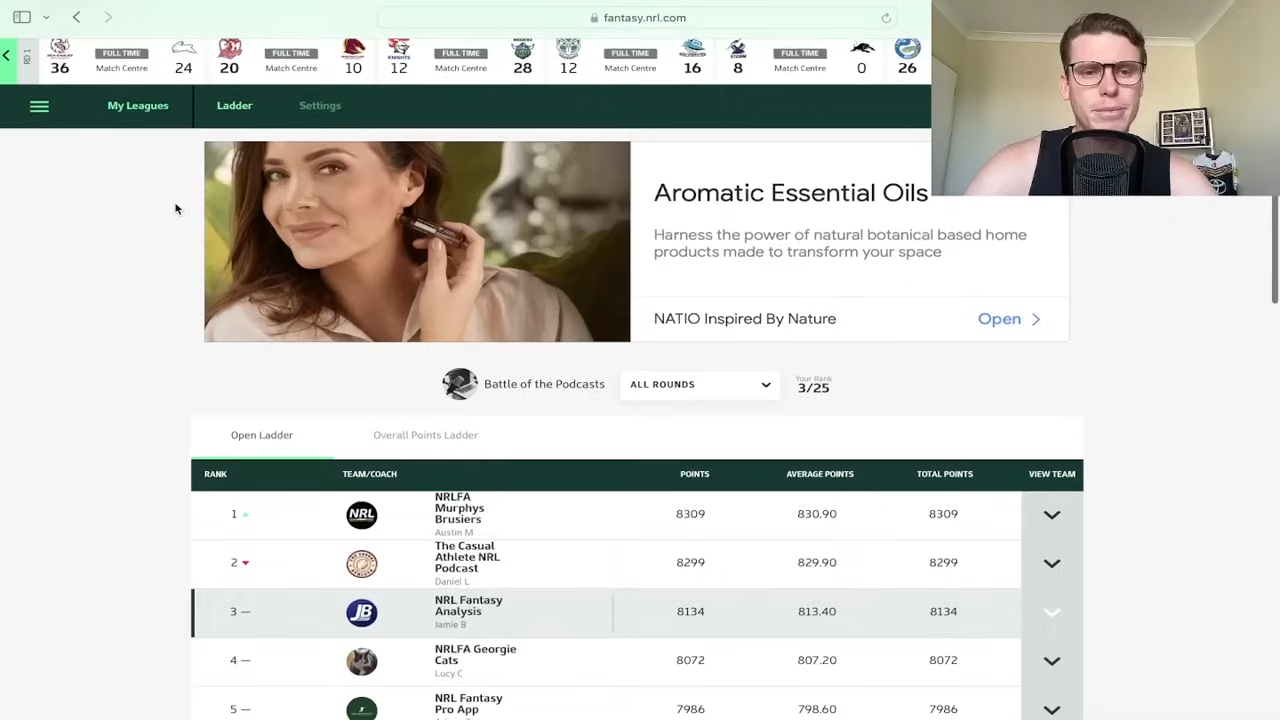 fantasy.nrl.com
RD 1
FULL TIME FULL TIME FULL TIME FULL TIME FULL TIME
36 Match Centre 24 20 Match Centre 10 12 Match Centre 28 12 Match Centre 16 8 Match Centre 0 26
My Leagues Ladder Settings
Aromatic Essential Oils
Harness the power of natural botanical based home
products made to transform your space
NATIO Inspired By Nature Open
Battle of the Podcasts ALL ROUNDS Your Rank
3/25
Open Ladder Overall Points Ladder
RANK TEAM/COACH POINTS AVERAGE POINTS TOTAL POINTS VIEW TEAM
1 NRL NRLFA
Murphys
Brusiers
Austin M 8309 830.90 8309
2 The Casual
Athlete NRL
Podcast
Daniel L 8299 829.90 8299
3 JB NRL Fantasy
Analysis
Jamie B 8134 813.40 8134
4 NRLFA Georgie
Cats
Lucy C 8072 807.20 8072
5 NRL Fantasy
Pro App 7986 798.60 7986